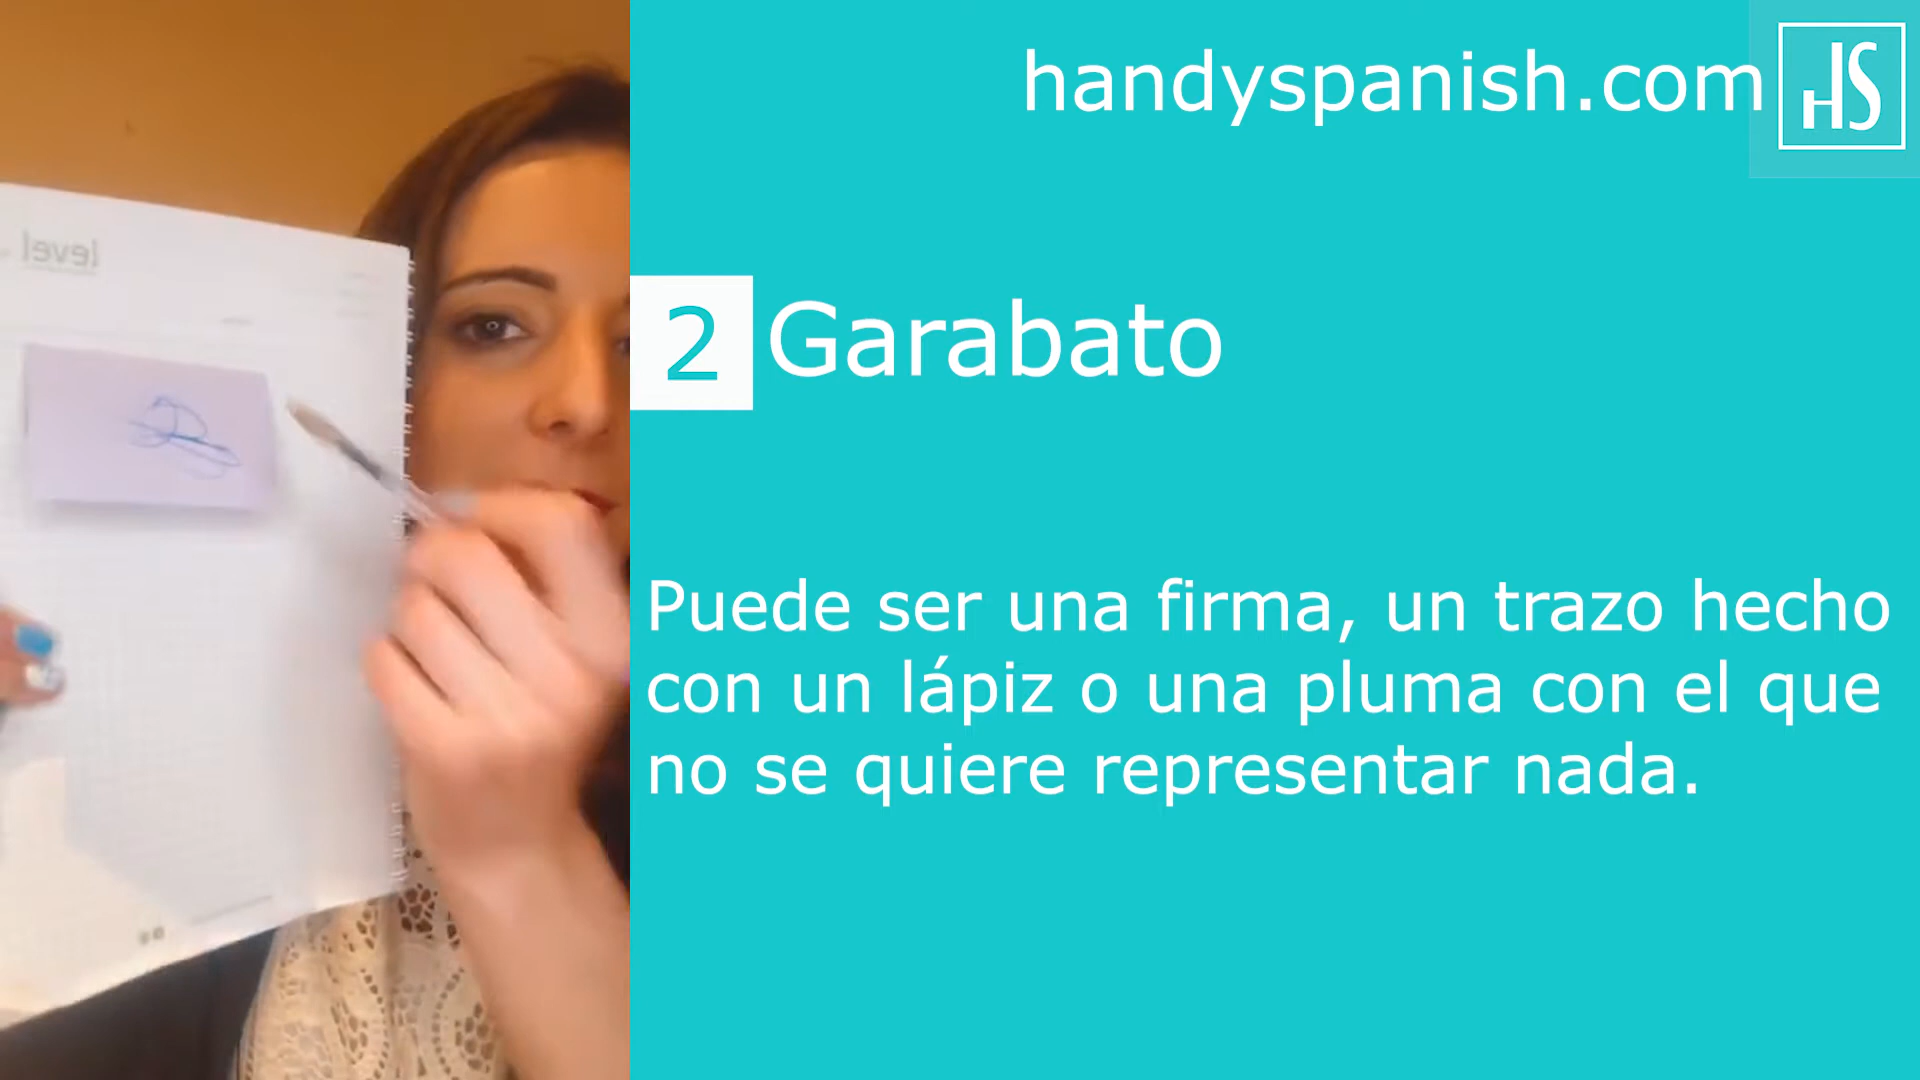 handyspanish.com
HS
level
2 Garabato
Puede ser una firma, un trazo hecho
con un lápiz o una pluma con el que
no se quiere representar nada.